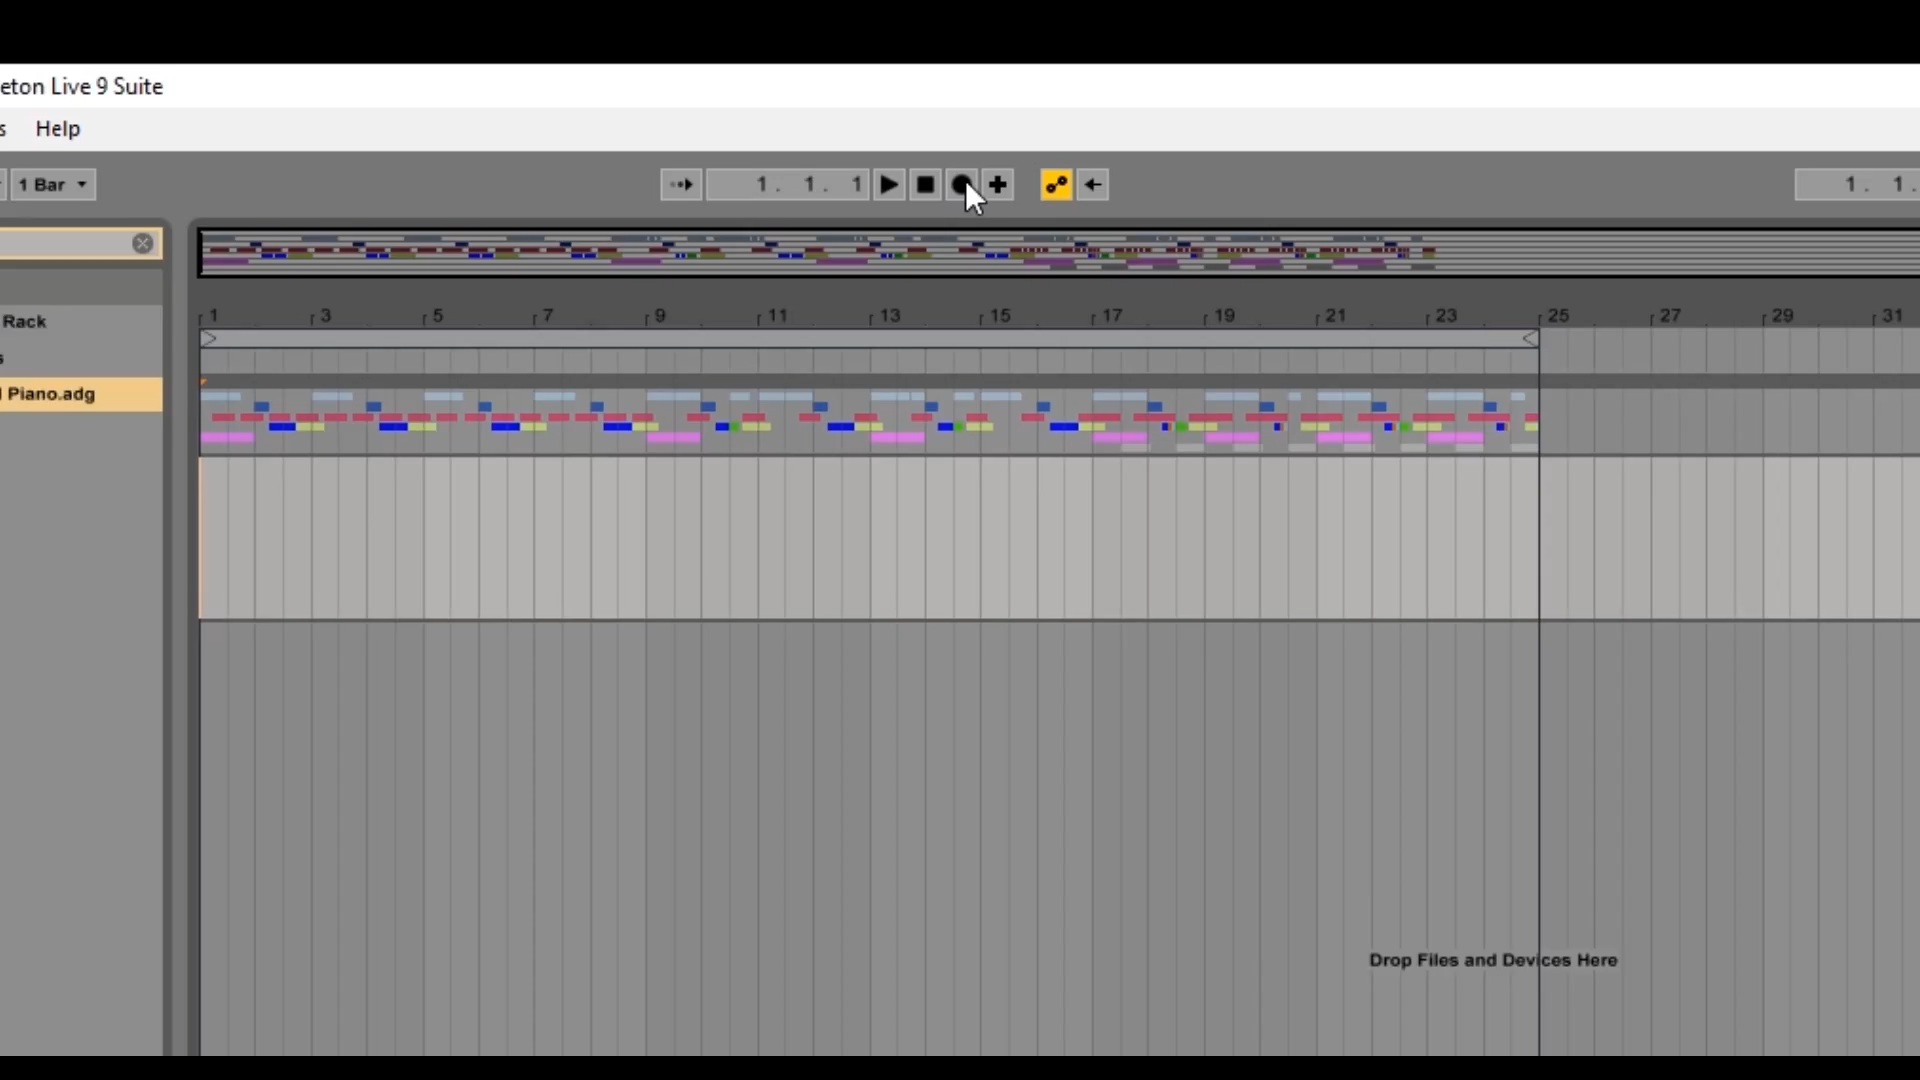 eton Live 9 Suite
s Help
1 Bar 1. 1. 1 1. 1.
Rack
s
Piano.adg
1 3 5 7 9 11 13 15 17 19 21 23 25 27 29 31
Drop Files and Devices Here